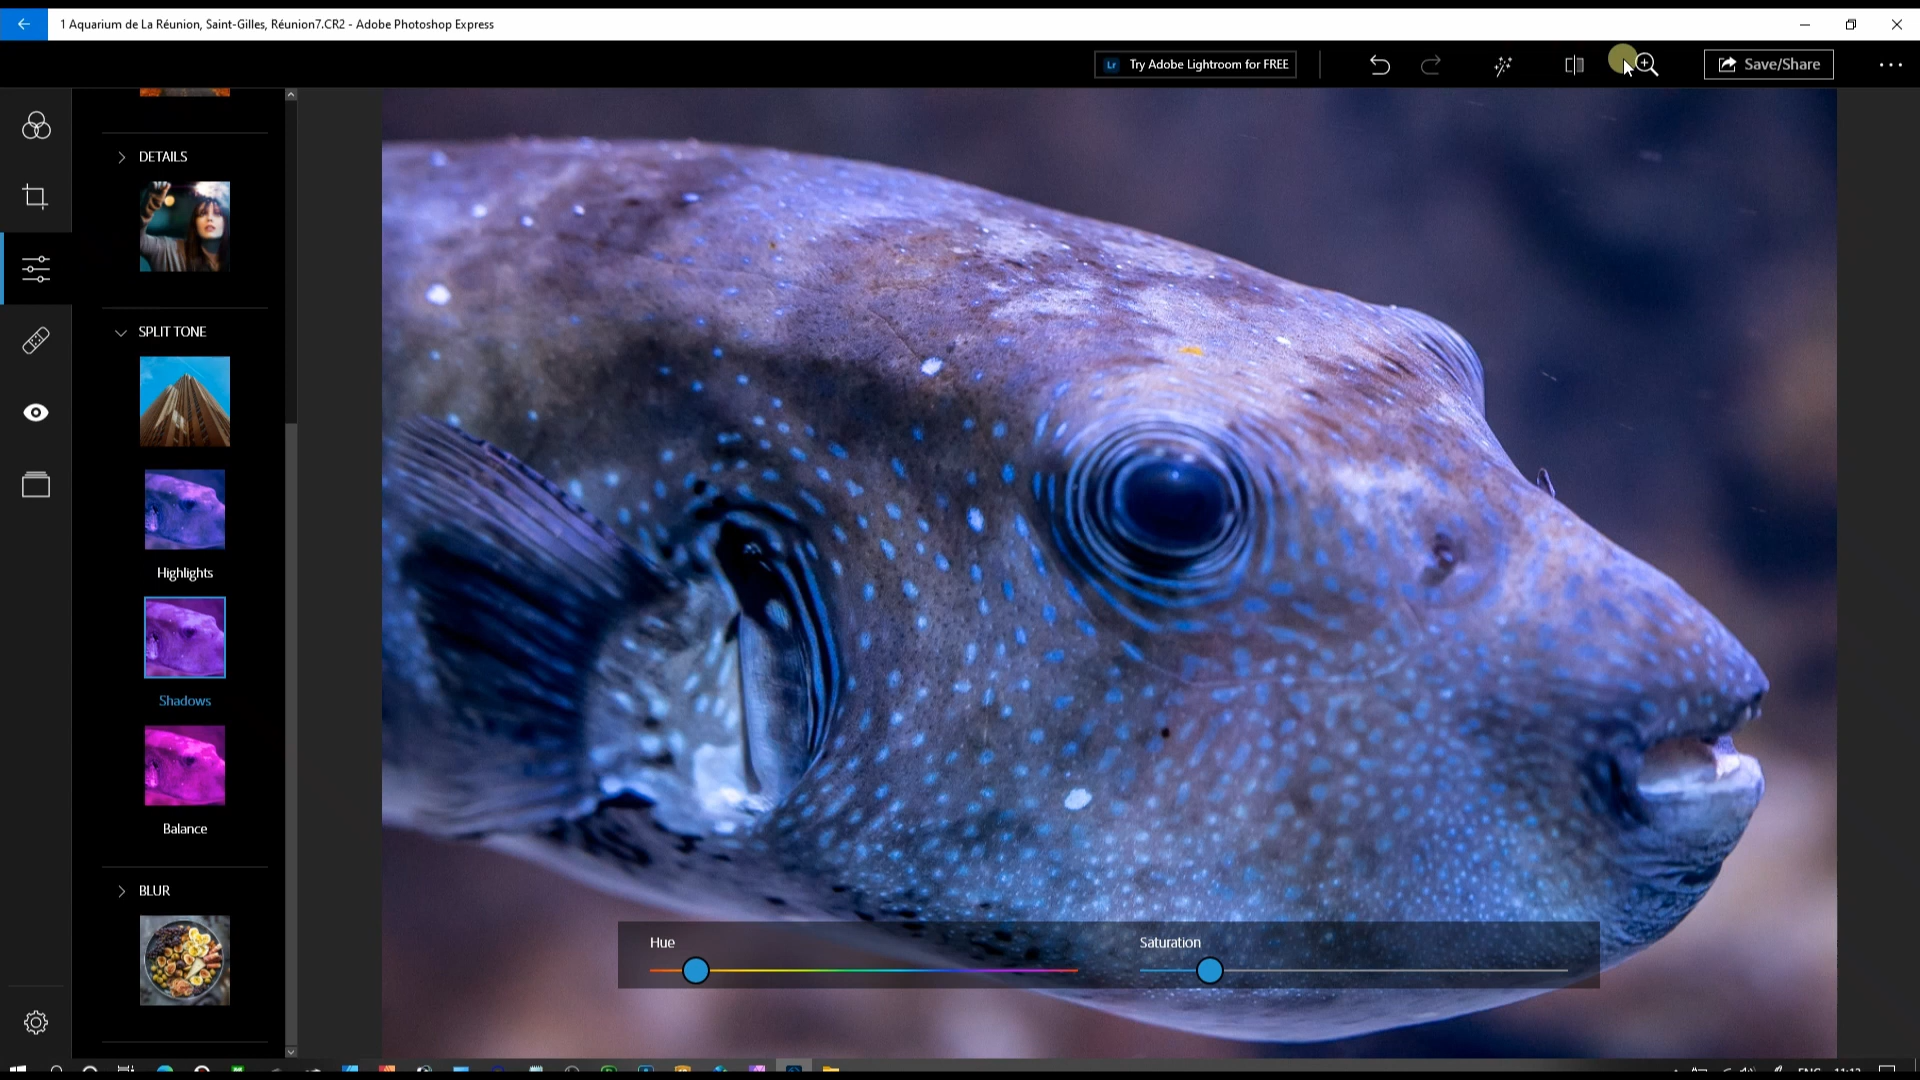 1 Aquarium de La Réunion, Saint-Gilles, Réunion7.CR2 - Adobe Photoshop Express
Lr Try Adobe Lightroom for FREE
Save/Share
DETAILS
SPLIT TONE
Highlights
Shadows
Balance
BLUR
Hue
Saturation